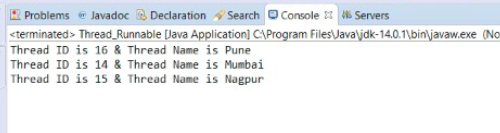 Problems @ Javadoc Declaration Search Console Servers
<terminated> Thread_Runnable [Java Application] C:\Program Files\Java\jdk-14.0.1\bin\javaw.exe (No
Thread ID is 16 & Thread Name is Pune
Thread ID is 14 & Thread Name is Mumbai
Thread ID is 15 & Thread Name is Nagpur